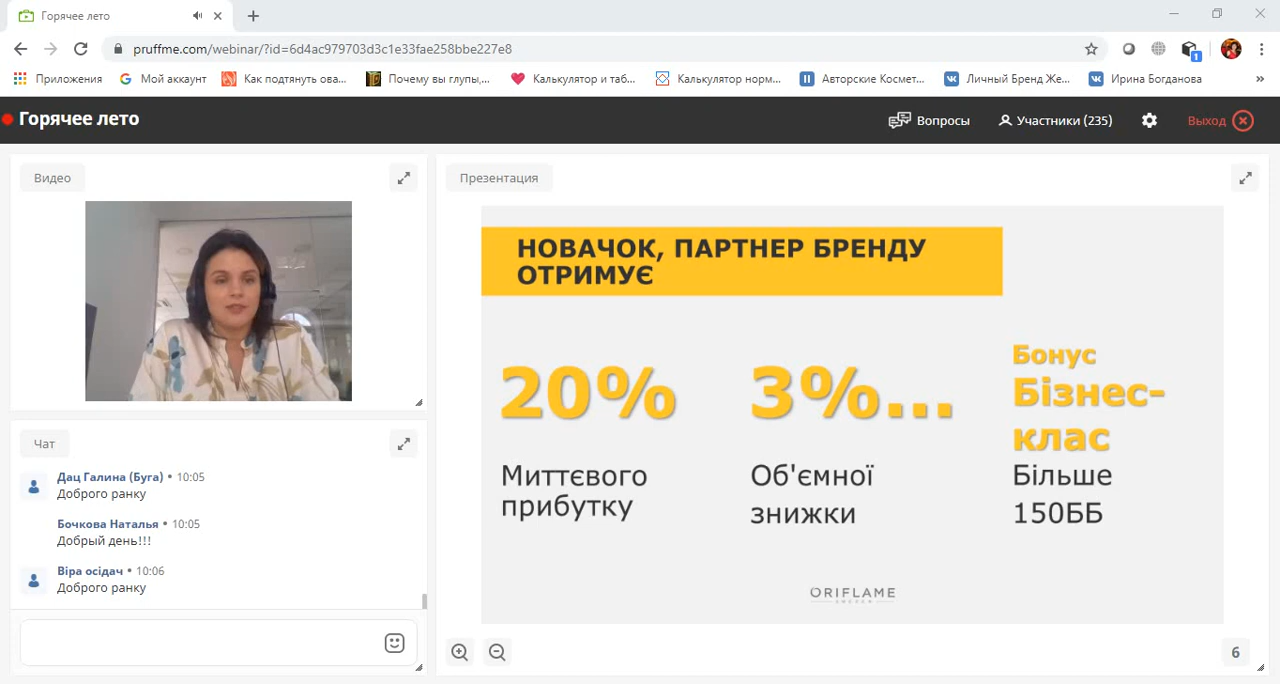 Горячее лето
pruffme.com/webinar/?id=6d4ac979703d3c1e33fae258bbe227e8
Приложения
Мой аккаунт
Как подтянуть ова...
Почему вы глупы,...
Калькулятор и таб...
Калькулятор норм...
Авторские Космет...
Личный Бренд Же...
Ирина Богданова
»
1
Горячее лето
Вопросы
Участники (235)
Выход
Видео
Презентация
НОВАЧОК, ПАРТНЕР БРЕНДУ
ОТРИМУЄ
20%
Миттєвого
прибутку
3%...
Об'ємної
знижки
Бонус
Бізнес-
клас
Більше
150ББ
ORIFLAME
SWEDEN
Чат
Дац Галина (Буга) • 10:05
Доброго ранку
Бочкова Наталья • 10:05
Добрый день!!!
Віра осідач • 10:06
Доброго ранку
6